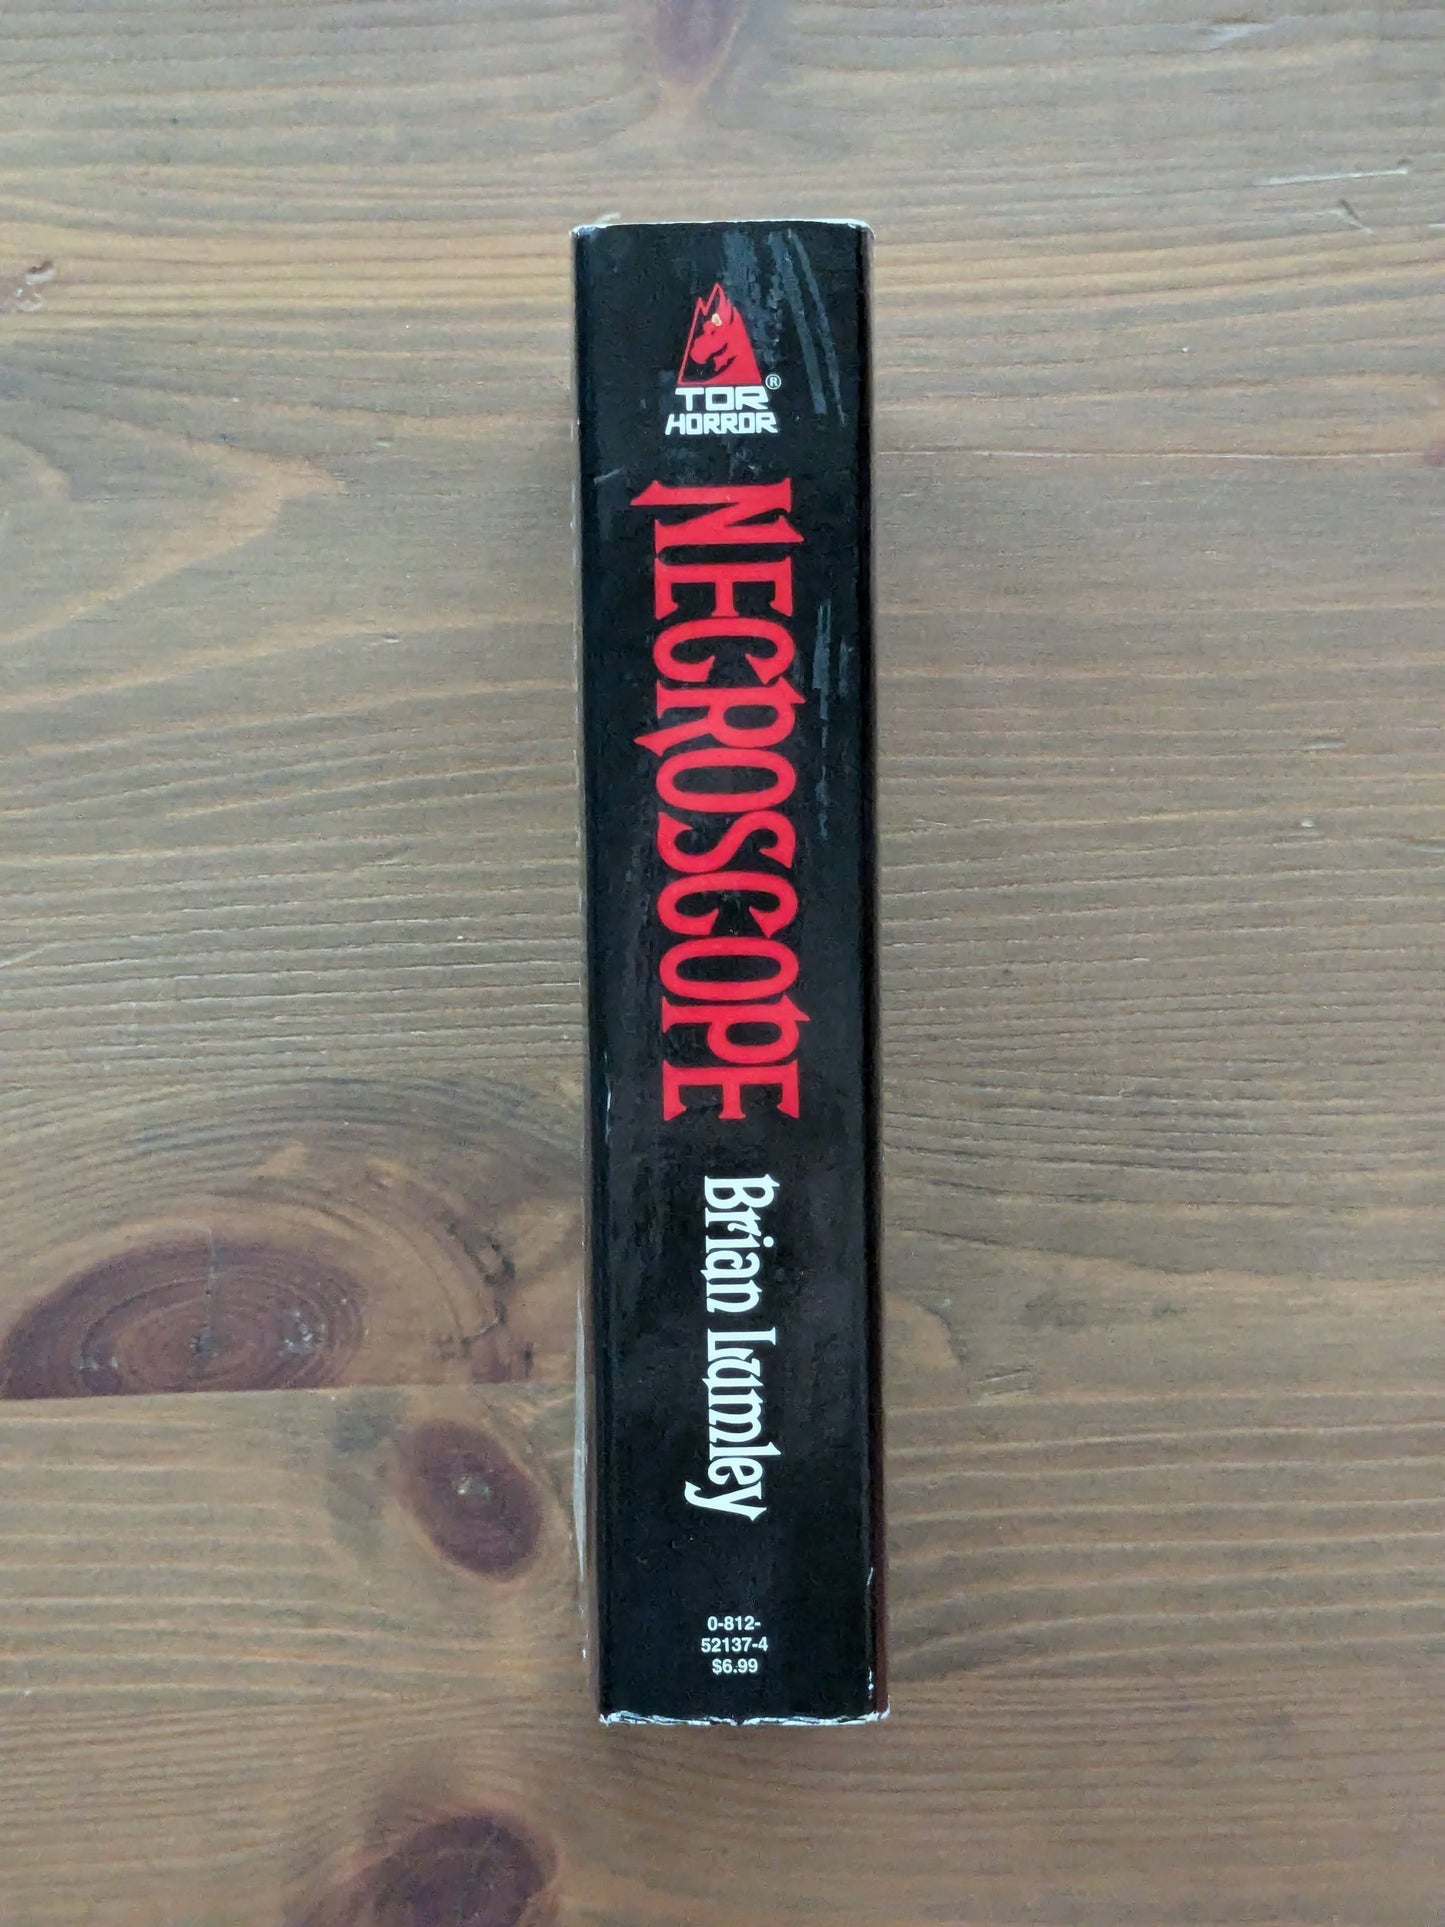 TOR®
HORROR
NECROSCOPE
Brian Lumley
0-812-
52137-4
$6.99